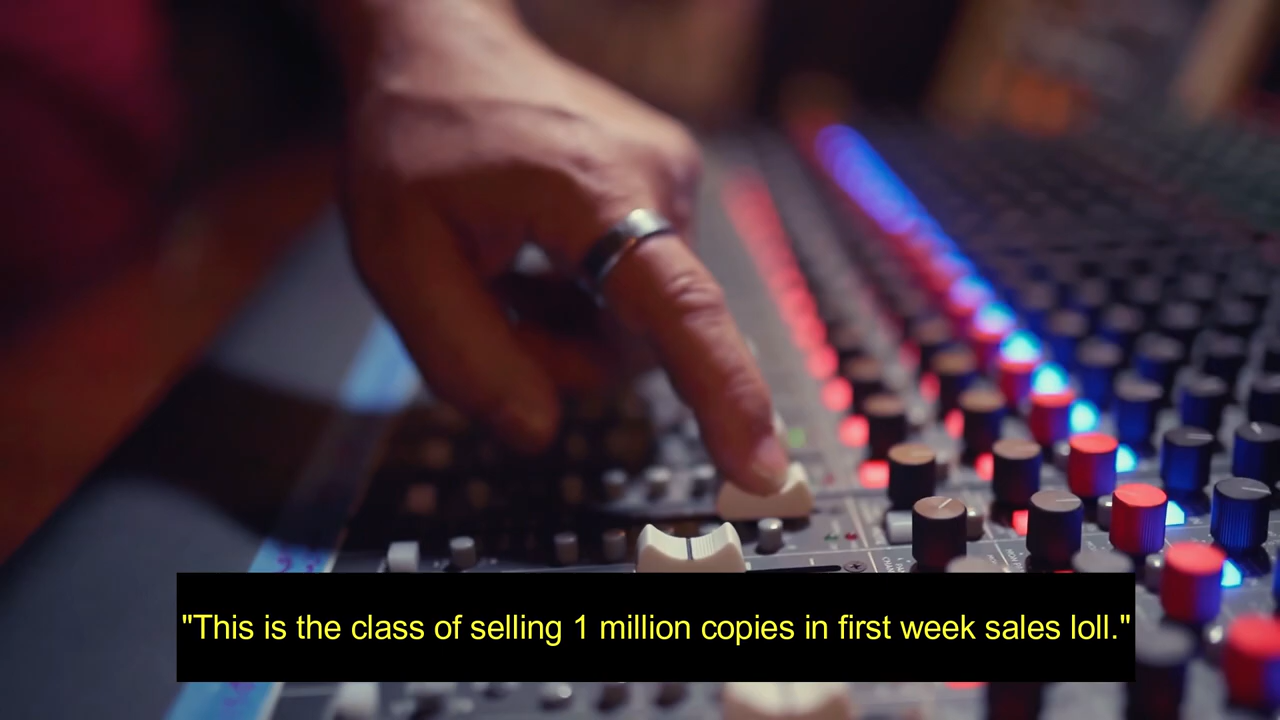 "This is the class of selling 1 million copies in first week sales loll."